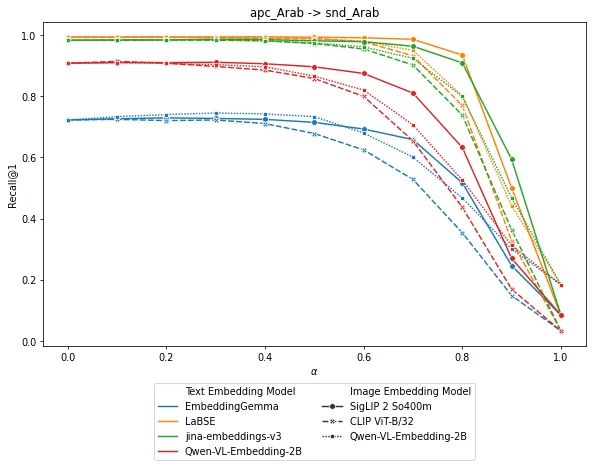 apc_Arab -> snd_Arab
1.0
0.8
0.6
0.4
0.2
0.0
Recall@1
0.0 0.2 0.4 0.6 0.8 1.0
α
Text Embedding Model
EmbeddingGemma
LaBSE
jina-embeddings-v3
Qwen-VL-Embedding-2B
Image Embedding Model
SigLIP 2 So400m
CLIP ViT-B/32
Qwen-VL-Embedding-2B